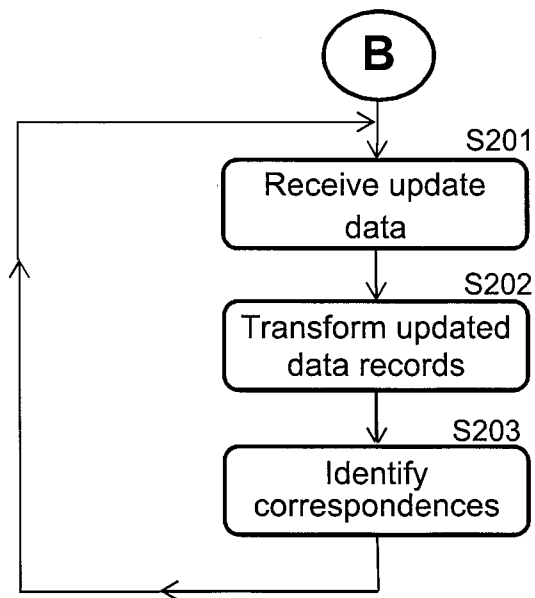 B
S201
Receive update
data
S202
Transform updated
data records
S203
Identify
correspondences